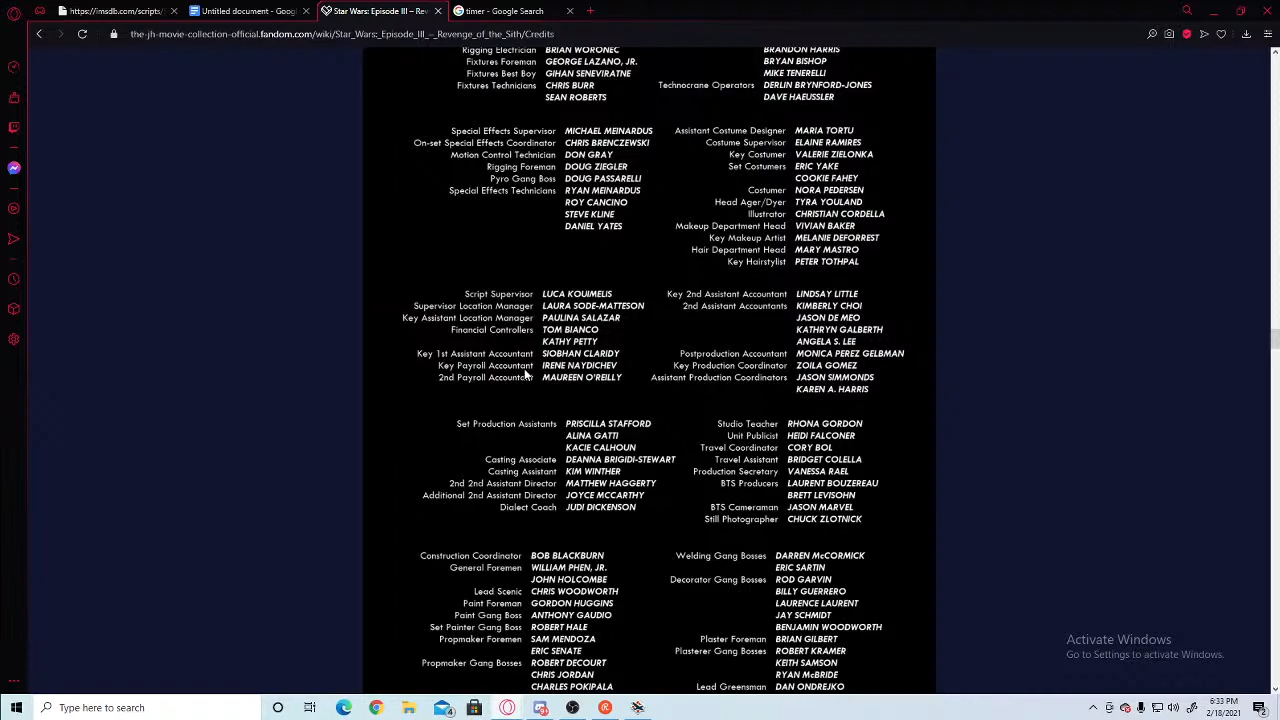 https://imsdb.com/scripts/
Untitled document - Googl
Star Wars: Episode III – Reveng
timer - Google Search
the-jh-movie-collection-official.fandom.com/wiki/Star_Wars:_Episode_III_–_Revenge_of_the_Sith/Credits
Rigging Electrician BRIAN WORONEC
Fixtures Foreman GEORGE LAZANO, JR.
Fixtures Best Boy GIHAN SENEVIRATNE
Fixtures Technicians CHRIS BURR
SEAN ROBERTS
BRANDON HARRIS
BRYAN BISHOP
MIKE TENERELLI
Technocrane Operators DERLIN BRYNFORD-JONES
DAVE HAEUSSLER
Special Effects Supervisor MICHAEL MEINARDUS
On-set Special Effects Coordinator CHRIS BRENCZEWSKI
Motion Control Technician DON GRAY
Rigging Foreman DOUG ZIEGLER
Pyro Gang Boss DOUG PASSARELLI
Special Effects Technicians RYAN MEINARDUS
ROY CANCINO
STEVE KLINE
DANIEL YATES
Assistant Costume Designer MARIA TORTU
Costume Supervisor ELAINE RAMIRES
Key Costumer VALERIE ZIELONKA
Set Costumers ERIC YAKE
COOKIE FAHEY
Costumer NORA PEDERSEN
Head Ager/Dyer TYRA YOULAND
Illustrator CHRISTIAN CORDELLA
Makeup Department Head VIVIAN BAKER
Key Makeup Artist MELANIE DEFORREST
Hair Department Head MARY MASTRO
Key Hairstylist PETER TOTHPAL
Script Supervisor LUCA KOUIMELIS
Supervisor Location Manager LAURA SODE-MATTESON
Key Assistant Location Manager PAULINA SALAZAR
Financial Controllers TOM BIANCO
KATHY PETTY
Key 1st Assistant Accountant SIOBHAN CLARIDY
Key Payroll Accountant IRENE NAYDICHEV
2nd Payroll Accountant MAUREEN O'REILLY
Key 2nd Assistant Accountant LINDSAY LITTLE
2nd Assistant Accountants KIMBERLY CHOI
JASON DE MEO
KATHRYN GALBERTH
ANGELA S. LEE
Postproduction Accountant MONICA PEREZ GELBMAN
Key Production Coordinator ZOILA GOMEZ
Assistant Production Coordinators JASON SIMMONDS
KAREN A. HARRIS
Set Production Assistants PRISCILLA STAFFORD
ALINA GATTI
KACIE CALHOUN
Casting Associate DEANNA BRIGIDI-STEWART
Casting Assistant KIM WINTHER
2nd 2nd Assistant Director MATTHEW HAGGERTY
Additional 2nd Assistant Director JOYCE MCCARTHY
Dialect Coach JUDI DICKENSON
Studio Teacher RHONA GORDON
Unit Publicist HEIDI FALCONER
Travel Coordinator CORY BOL
Travel Assistant BRIDGET COLELLA
Production Secretary VANESSA RAEL
BTS Producers LAURENT BOUZEREAU
BRETT LEVISOHN
BTS Cameraman JASON MARVEL
Still Photographer CHUCK ZLOTNICK
Construction Coordinator BOB BLACKBURN
General Foremen WILLIAM PHEN, JR.
JOHN HOLCOMBE
Lead Scenic CHRIS WOODWORTH
Paint Foreman GORDON HUGGINS
Paint Gang Boss ANTHONY GAUDIO
Set Painter Gang Boss ROBERT HALE
Propmaker Foremen SAM MENDOZA
ERIC SENATE
Propmaker Gang Bosses ROBERT DECOURT
CHRIS JORDAN
CHARLES POKIPALA
Welding Gang Bosses DARREN McCORMICK
ERIC SARTIN
Decorator Gang Bosses ROD GARVIN
BILLY GUERRERO
LAURENCE LAURENT
JAY SCHMIDT
BENJAMIN WOODWORTH
Plaster Foreman BRIAN GILBERT
Plasterer Gang Bosses ROBERT KRAMER
KEITH SAMSON
RYAN McBRIDE
Lead Greensman DAN ONDREJKO
Activate Windows
Go to Settings to activate Windows.
Type here to search
6:33 PM
2/18/2021